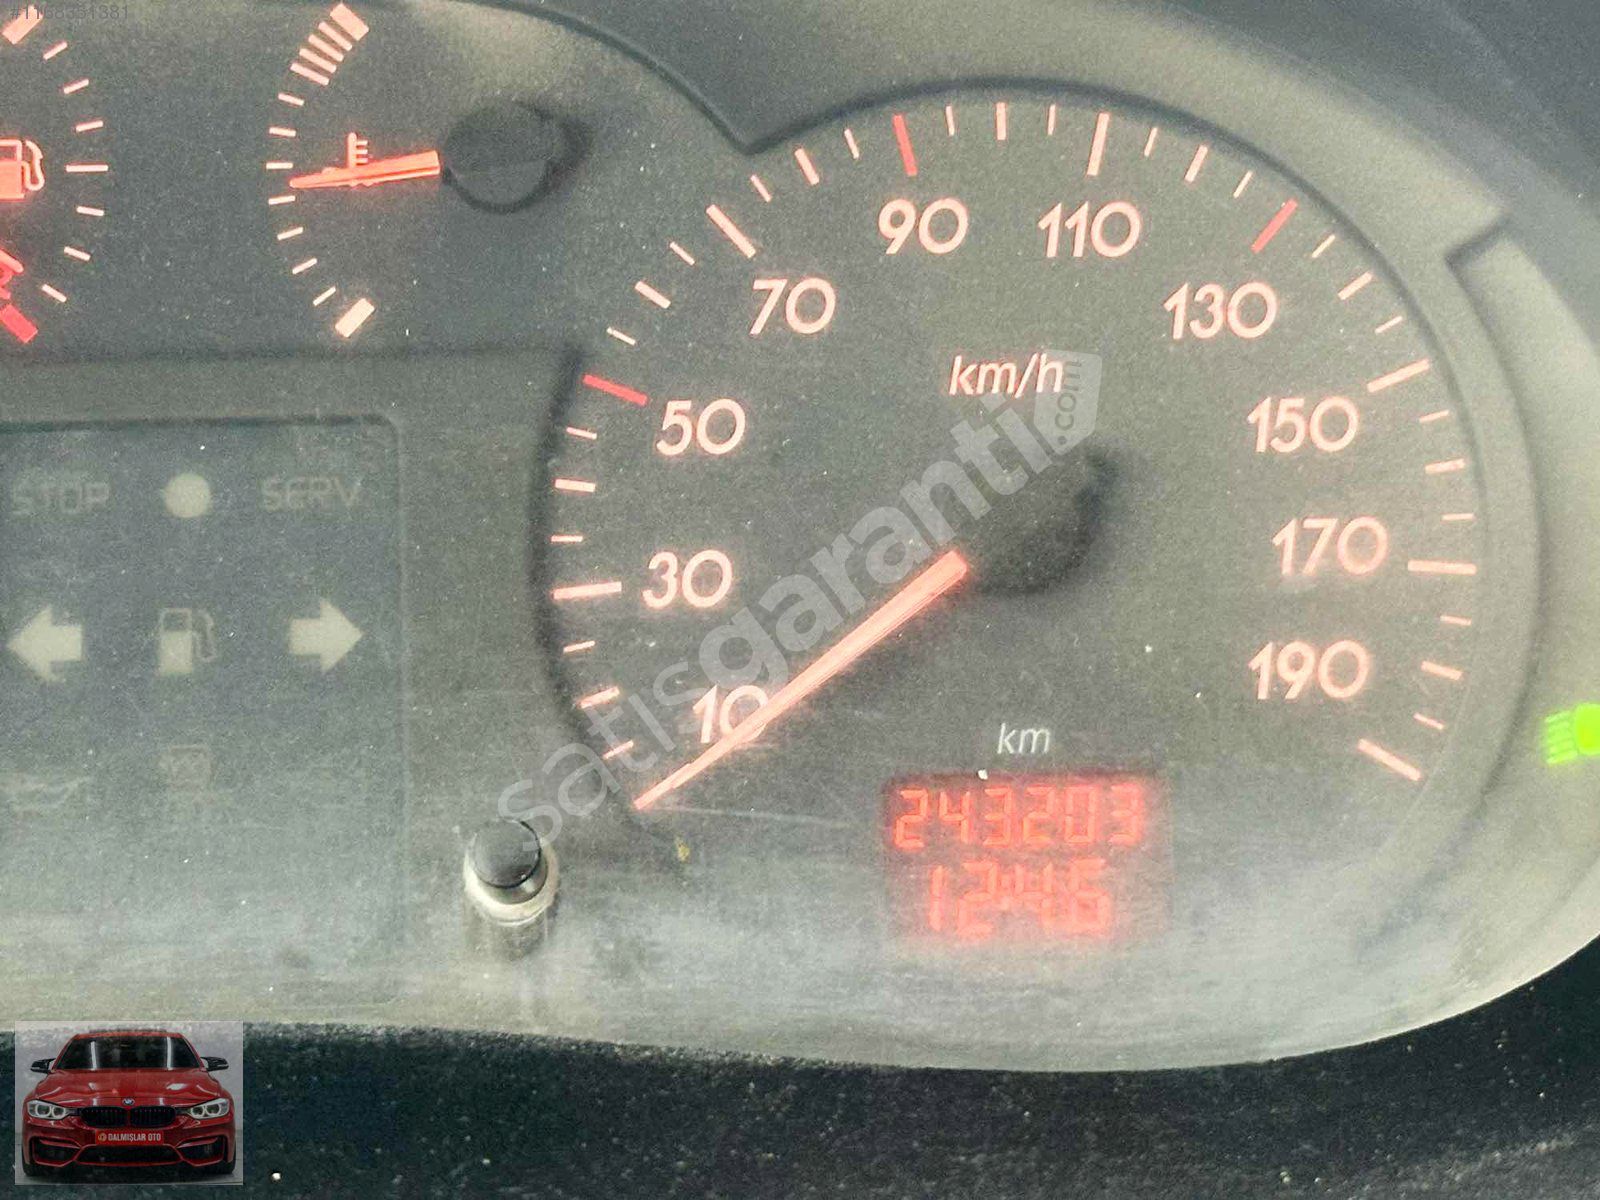 90
110
70
130
km/h
50
150
STOP
SERV
170
30
190
10
km
243203
12:46
satisgaranti.com
DALMIŞLAR OTO